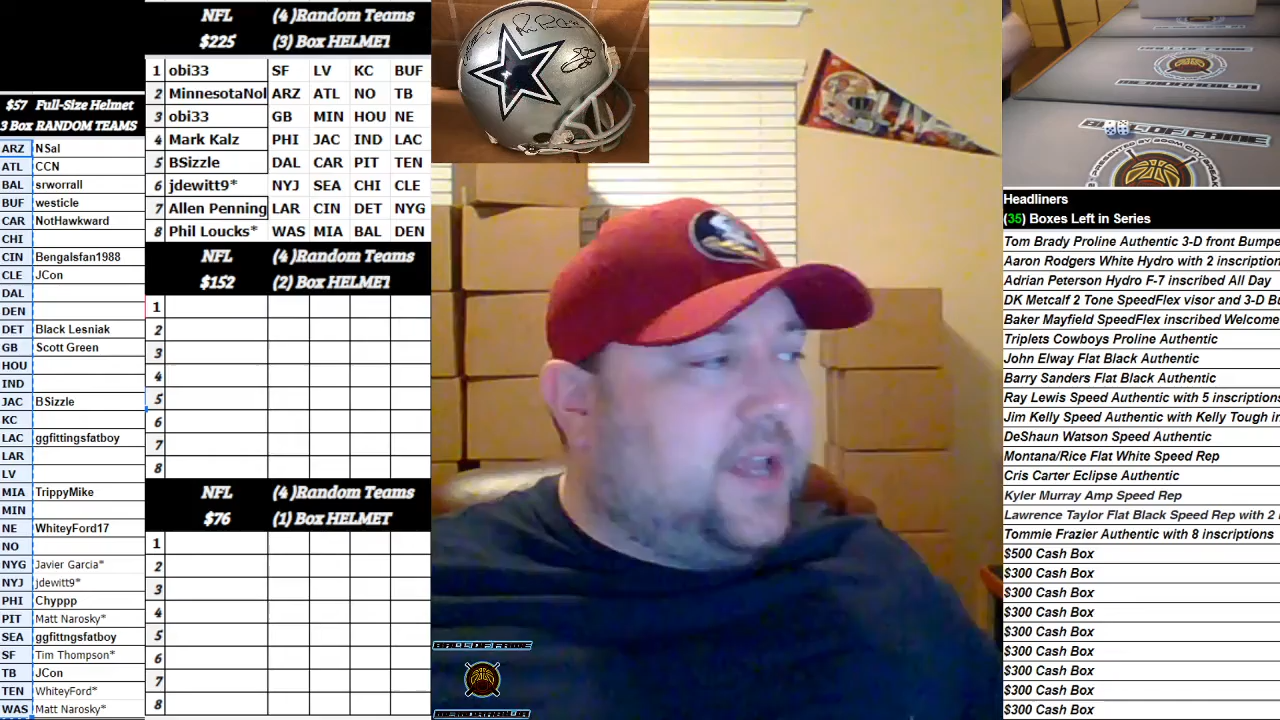 $57 Full-Size Helmet
3 Box RANDOM TEAMS
ARZ NSal
ATL CCN
BAL srworrall
BUF westicle
CAR NotHawkward
CHI
CIN Bengalsfan1988
CLE JCon
DAL
DEN
DET Black Lesniak
GB Scott Green
HOU
IND
JAC BSizzle
KC
LAC ggfittingsfatboy
LAR
LV
MIA TrippyMike
MIN
NE WhiteyFord17
NO
NYG Javier Garcia*
NYJ jdewitt9*
PHI Chyppp
PIT Matt Narosky*
SEA ggfittngsfatboy
SF Tim Thompson*
TB JCon
TEN WhiteyFord*
WAS Matt Narosky*
NFL (4 )Random Teams
$225 (3) Box HELMET
1 obi33 SF LV KC BUF
2 MinnesotaNol ARZ ATL NO TB
3 obi33 GB MIN HOU NE
4 Mark Kalz PHI JAC IND LAC
5 BSizzle DAL CAR PIT TEN
6 jdewitt9* NYJ SEA CHI CLE
7 Allen Penning LAR CIN DET NYG
8 Phil Loucks* WAS MIA BAL DEN
NFL (4 )Random Teams
$152 (2) Box HELMET
1
2
3
4
5
6
7
8
NFL (4 )Random Teams
$76 (1) Box HELMET
1
2
3
4
5
6
7
8
BALLS OF FAME
MEMORABILIA
BALLS OF FAME
Headliners
(35) Boxes Left in Series
Tom Brady Proline Authentic 3-D front Bumpe
Aaron Rodgers White Hydro with 2 inscription
Adrian Peterson Hydro F-7 inscribed All Day
DK Metcalf 2 Tone SpeedFlex visor and 3-D B
Baker Mayfield SpeedFlex inscribed Welcome
Triplets Cowboys Proline Authentic
John Elway Flat Black Authentic
Barry Sanders Flat Black Authentic
Ray Lewis Speed Authentic with 5 inscriptions
Jim Kelly Speed Authentic with Kelly Tough in
DeShaun Watson Speed Authentic
Montana/Rice Flat White Speed Rep
Cris Carter Eclipse Authentic
Kyler Murray Amp Speed Rep
Lawrence Taylor Flat Black Speed Rep with 2 i
Tommie Frazier Authentic with 8 inscriptions
$500 Cash Box
$300 Cash Box
$300 Cash Box
$300 Cash Box
$300 Cash Box
$300 Cash Box
$300 Cash Box
$300 Cash Box
$300 Cash Box